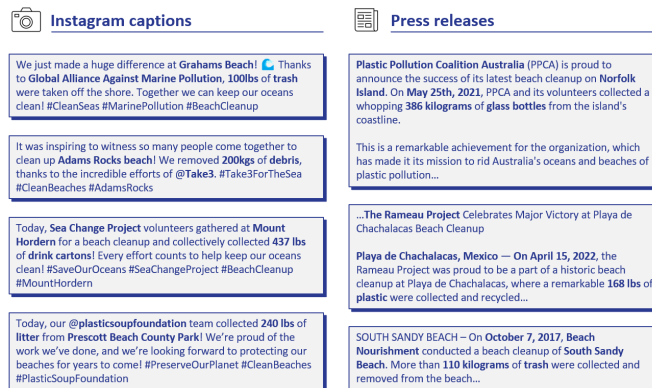 Instagram captions
We just made a huge difference at Grahams Beach! 🌊 Thanks
to Global Alliance Against Marine Pollution, 100lbs of trash
were taken off the shore. Together we can keep our oceans
clean! #CleanSeas #MarinePollution #BeachCleanup
It was inspiring to witness so many people come together to
clean up Adams Rocks beach! We removed 200kgs of debris,
thanks to the incredible efforts of @Take3. #Take3ForTheSea
#CleanBeaches #AdamsRocks
Today, Sea Change Project volunteers gathered at Mount
Hordern for a beach cleanup and collectively collected 437 lbs
of drink cartons! Every effort counts to help keep our oceans
clean! #SaveOurOceans #SeaChangeProject #BeachCleanup
#MountHordern
Today, our @plasticsoupfoundation team collected 240 lbs of
litter from Prescott Beach County Park! We're proud of the
work we've done, and we're looking forward to protecting our
beaches for years to come! #PreserveOurPlanet #CleanBeaches
#PlasticSoupFoundation
Press releases
Plastic Pollution Coalition Australia (PPCA) is proud to
announce the success of its latest beach cleanup on Norfolk
Island. On May 25th, 2021, PPCA and its volunteers collected a
whopping 386 kilograms of glass bottles from the island's
coastline.
This is a remarkable achievement for the organization, which
has made it its mission to rid Australia's oceans and beaches of
plastic pollution...
...The Rameau Project Celebrates Major Victory at Playa de
Chachalacas Beach Cleanup
Playa de Chachalacas, Mexico — On April 15, 2022, the
Rameau Project was proud to be a part of a historic beach
cleanup at Playa de Chachalacas, where a remarkable 168 lbs of
plastic were collected and recycled...
SOUTH SANDY BEACH – On October 7, 2017, Beach
Nourishment conducted a beach cleanup of South Sandy
Beach. More than 110 kilograms of trash were collected and
removed from the beach...